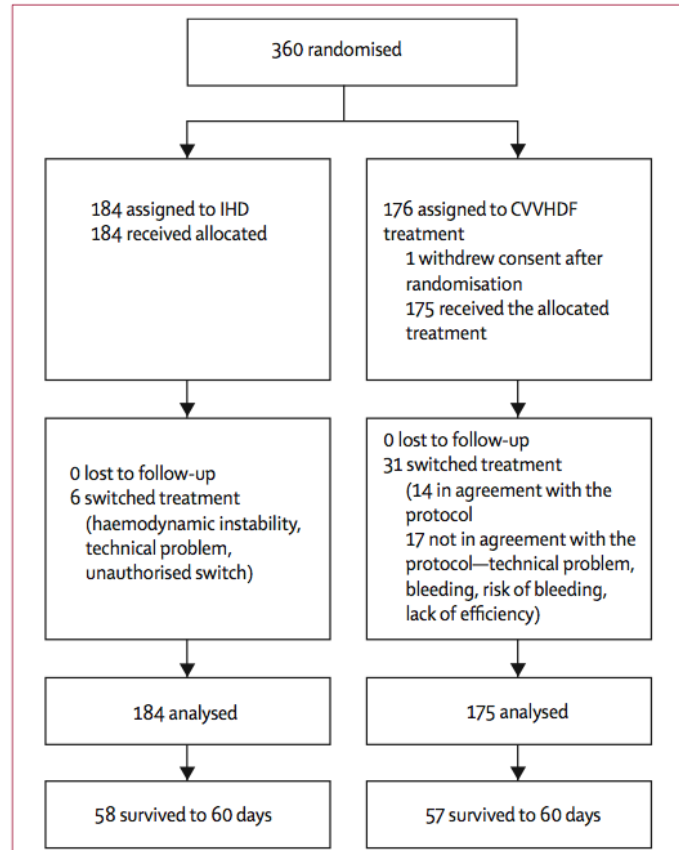 360 randomised
184 assigned to IHD
184 received allocated
176 assigned to CVVHDF
treatment
1 withdrew consent after
randomisation
175 received the allocated
treatment
0 lost to follow-up
6 switched treatment
(haemodynamic instability,
technical problem,
unauthorised switch)
0 lost to follow-up
31 switched treatment
(14 in agreement with the
protocol
17 not in agreement with the
protocol—technical problem,
bleeding, risk of bleeding,
lack of efficiency)
184 analysed
175 analysed
58 survived to 60 days
57 survived to 60 days